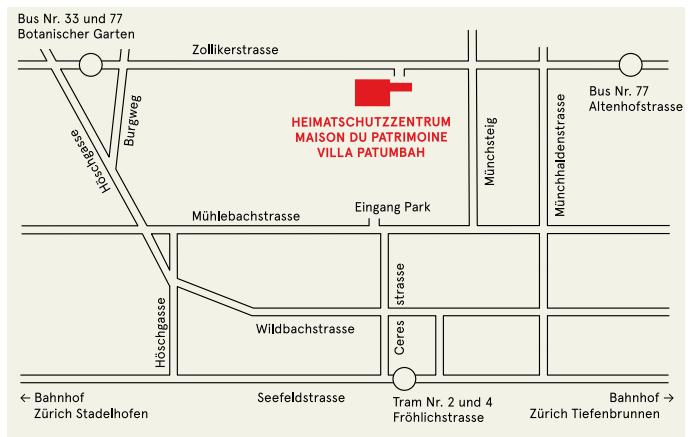 Bus Nr. 33 und 77
Botanischer Garten
Zollikerstrasse
Bus Nr. 77
Altenhofstrasse
Burgweg
Höschgasse
HEIMATSCHUTZZENTRUM
MAISON DU PATRIMOINE
VILLA PATUMBAH
Münchsteig
Münchhaldenstrasse
Eingang Park
Mühlebachstrasse
Ceres strasse
Höschgasse
Wildbachstrasse
Seefeldstrasse
← Bahnhof
Zürich Stadelhofen
Tram Nr. 2 und 4
Fröhlichstrasse
Bahnhof →
Zürich Tiefenbrunnen